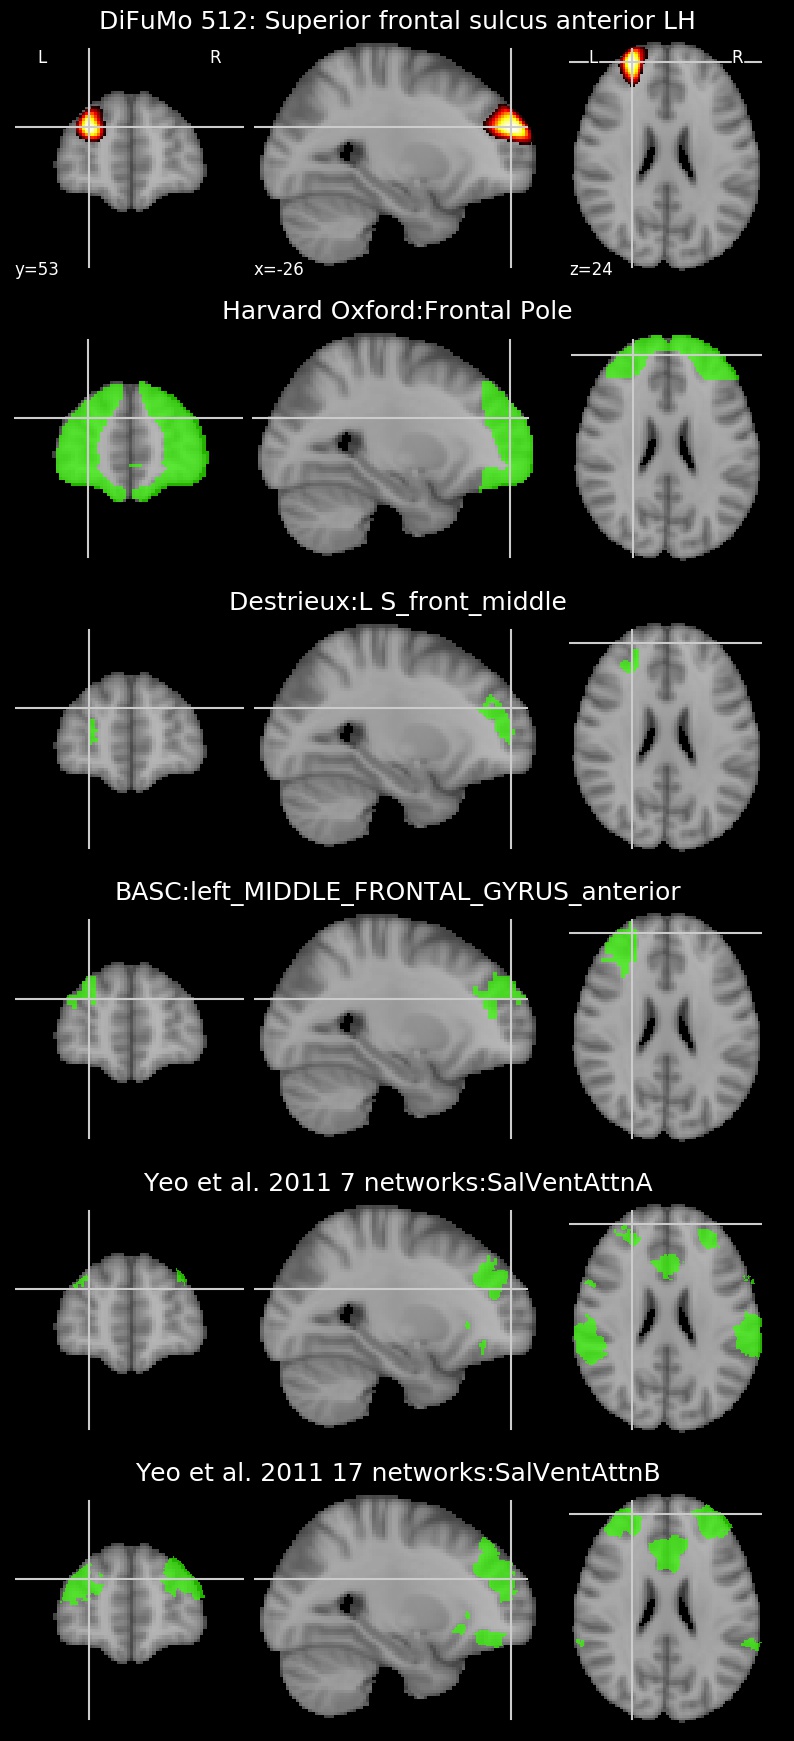 DiFuMo 512: Superior frontal sulcus anterior LH
L R L R
y=53 x=-26 z=24
Harvard Oxford:Frontal Pole
Destrieux:L S_front_middle
BASC:left_MIDDLE_FRONTAL_GYRUS_anterior
Yeo et al. 2011 7 networks:SalVentAttnA
Yeo et al. 2011 17 networks:SalVentAttnB